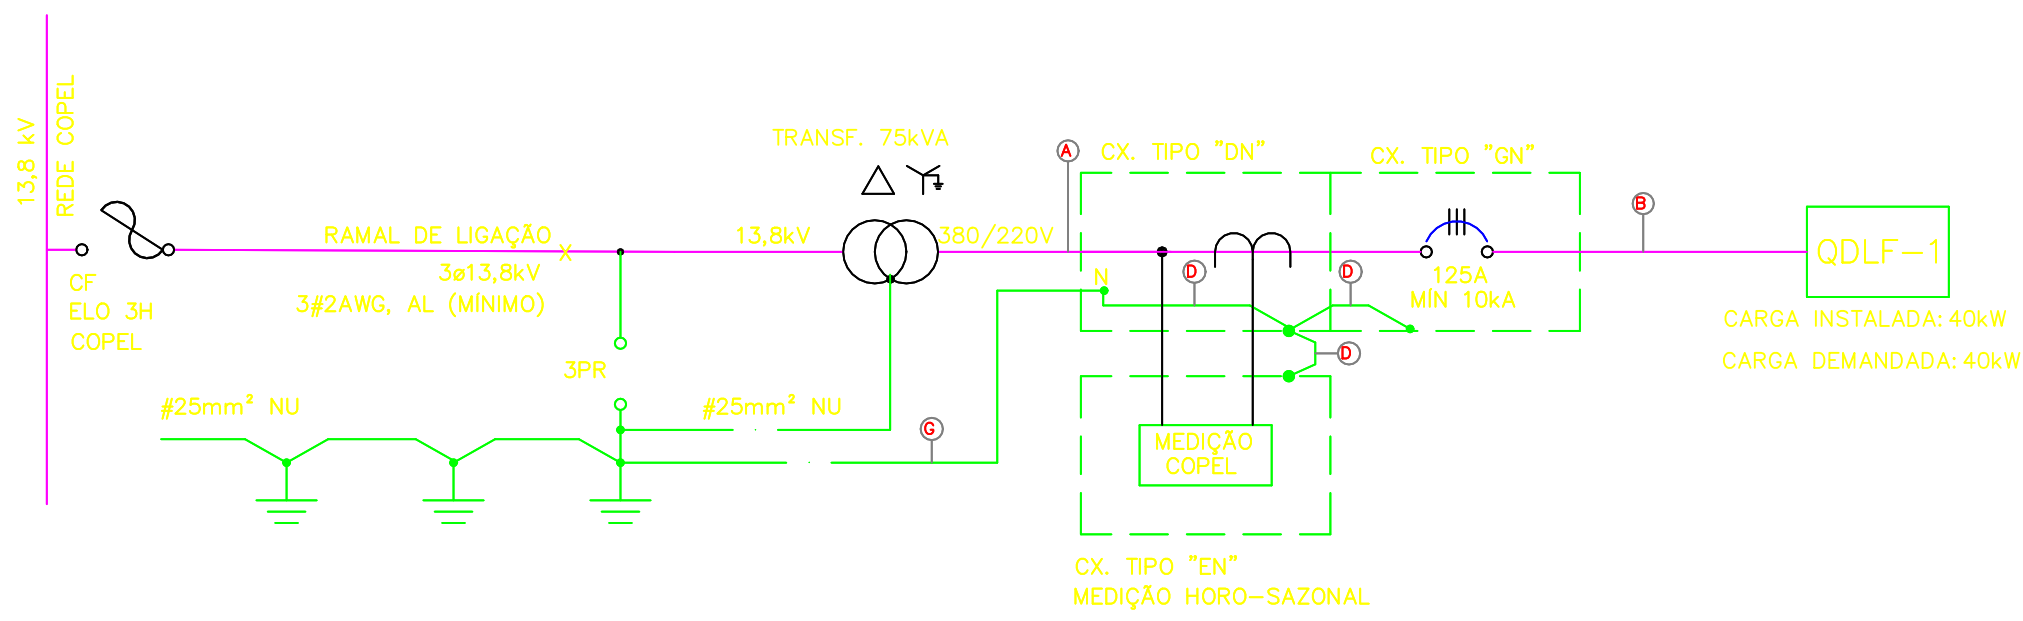 13,8 kV
REDE COPEL
CF
ELO 3H
COPEL
RAMAL DE LIGAÇÃO
X
3ø13,8kV
3#2AWG, AL (MÍNIMO)
3PR
#25mm² NU
#25mm² NU
TRANSF. 75kVA
13,8kV
380/220V
A
CX. TIPO "DN"
CX. TIPO "GN"
N
D
D
D
G
125A
MÍN 10kA
B
QDLF-1
CARGA INSTALADA: 40kW
CARGA DEMANDADA: 40kW
MEDIÇÃO
COPEL
CX. TIPO "EN"
MEDIÇÃO HORO-SAZONAL